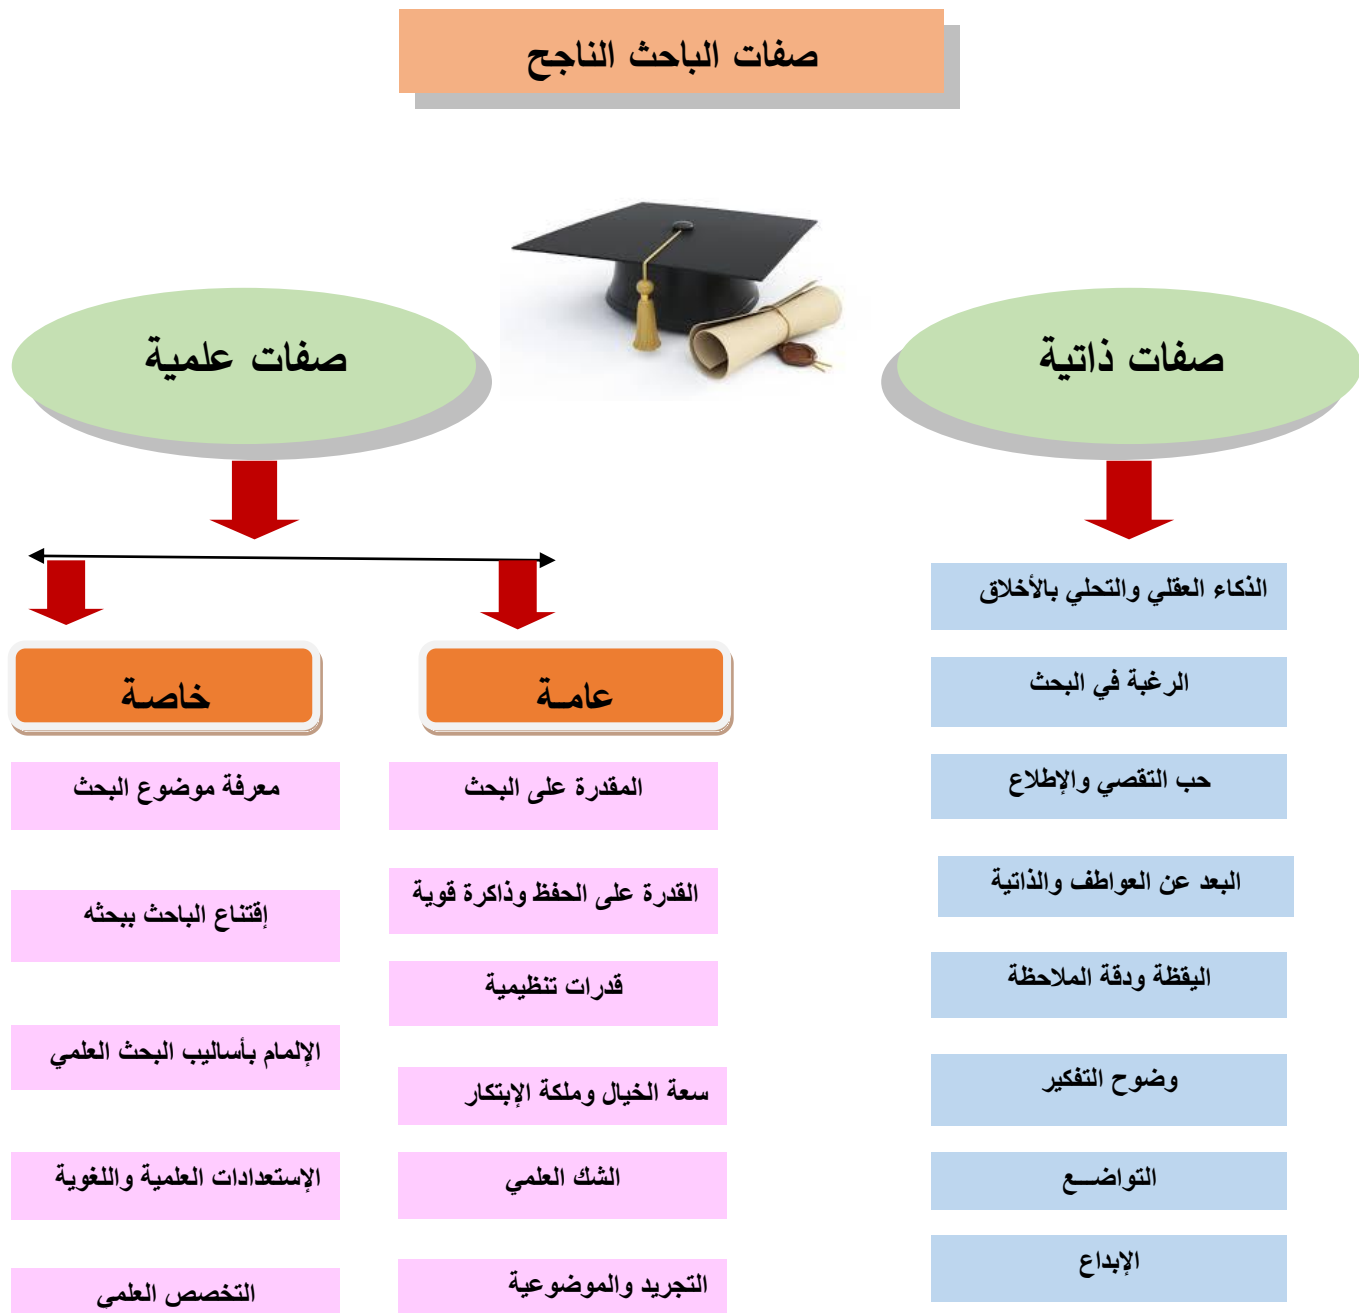 صفات الباحث الناجح
صفات ذاتية
صفات علمية
الذكاء العقلي والتحلي بالأخلاق
الرغبة في البحث
حب التقصي والإطلاع
البعد عن العواطف والذاتية
اليقظة ودقة الملاحظة
وضوح التفكير
التواضـــع
الإبداع
عامـة
المقدرة على البحث
القدرة على الحفظ وذاكرة قوية
قدرات تنظيمية
سعة الخيال وملكة الإبتكار
الشك العلمي
التجريد والموضوعية
خاصـة
معرفة موضوع البحث
إقتناع الباحث ببحثه
الإلمام بأساليب البحث العلمي
الإستعدادات العلمية واللغوية
التخصص العلمي